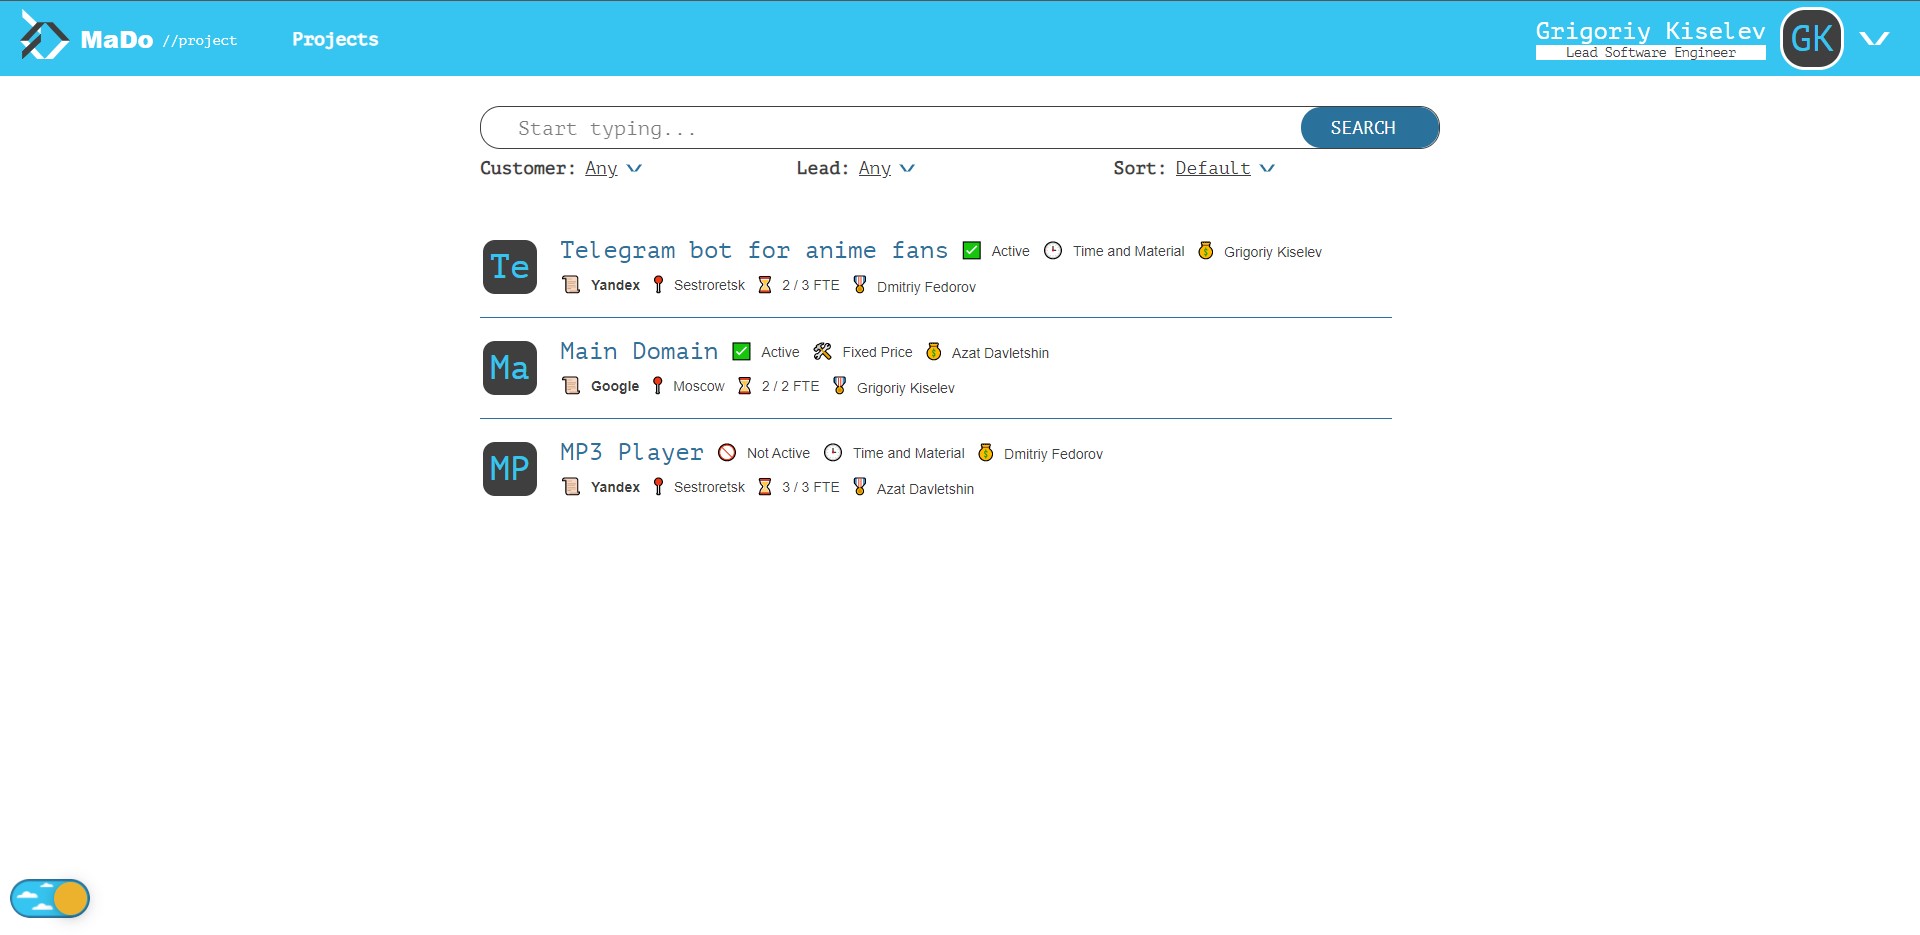 MaDo //project Projects
Grigoriy Kiselev
Lead Software Engineer
GK
Start typing...
SEARCH
Customer: Any Lead: Any Sort: Default
Te
Telegram bot for anime fans Active Time and Material Grigoriy Kiselev
Yandex Sestroretsk 2 / 3 FTE Dmitriy Fedorov
Ma
Main Domain Active Fixed Price Azat Davletshin
Google Moscow 2 / 2 FTE Grigoriy Kiselev
MP
MP3 Player Not Active Time and Material Dmitriy Fedorov
Yandex Sestroretsk 3 / 3 FTE Azat Davletshin